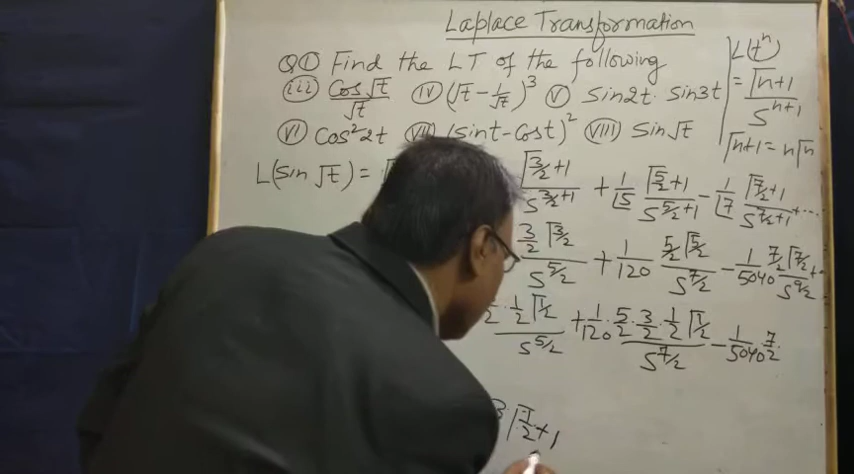 Laplace Transformation
Q① Find the LT of the following
(iii) Cos√t/√t (iv) (√t - 1/√t)³ (v) Sin2t · Sin3t
(vi) Cos²2t (vii) (sint - cost)² (viii) Sin√t
L(tⁿ)
= Γn+1/Sⁿ⁺¹
Γn+1 = nΓn
L(Sin √t) = Γ3/2+1/S^(3/2+1) + 1/⌊5 Γ5/2+1/S^(5/2+1) - 1/⌊7 Γ7/2+1/S^(7/2+1) + ...
3/2 Γ3/2/S^(5/2) + 1/120 5/2 Γ5/2/S^(7/2) - 1/5040 7/2 Γ7/2/S^(9/2) +
2 · 1/2 Γ1/2/S^(5/2) + 1/120 · 5/2 · 3/2 · 1/2 Γ1/2/S^(7/2) - 1/5040 7/2